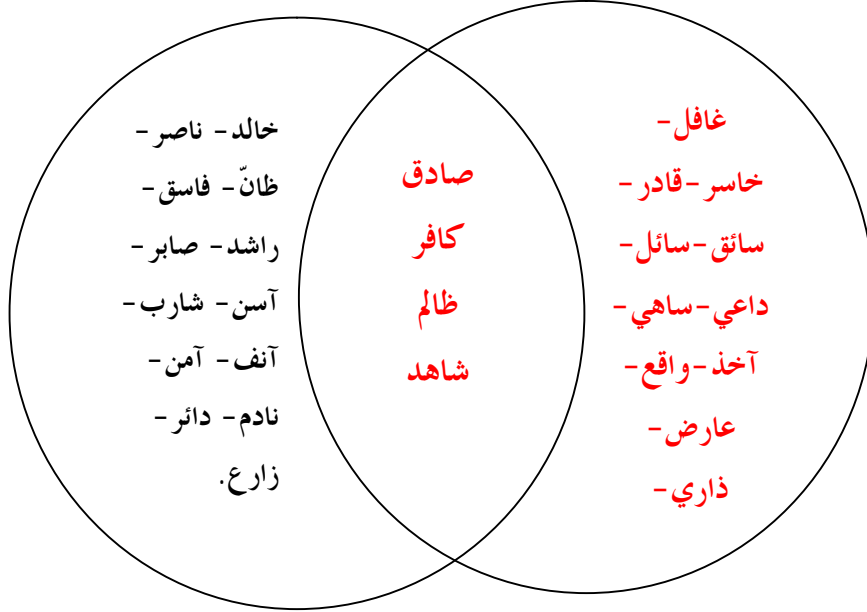 غافل-
خاسر-قادر-
سائق-سائل-
داعي-ساهي-
آخذ-واقع-
عارض-
ذاري-
صادق
كافر
ظالم
شاهد
خالد- ناصر-
ظانّ- فاسق-
راشد- صابر-
آسن- شارب-
آنف- آمن-
نادم- دائر-
زارع.